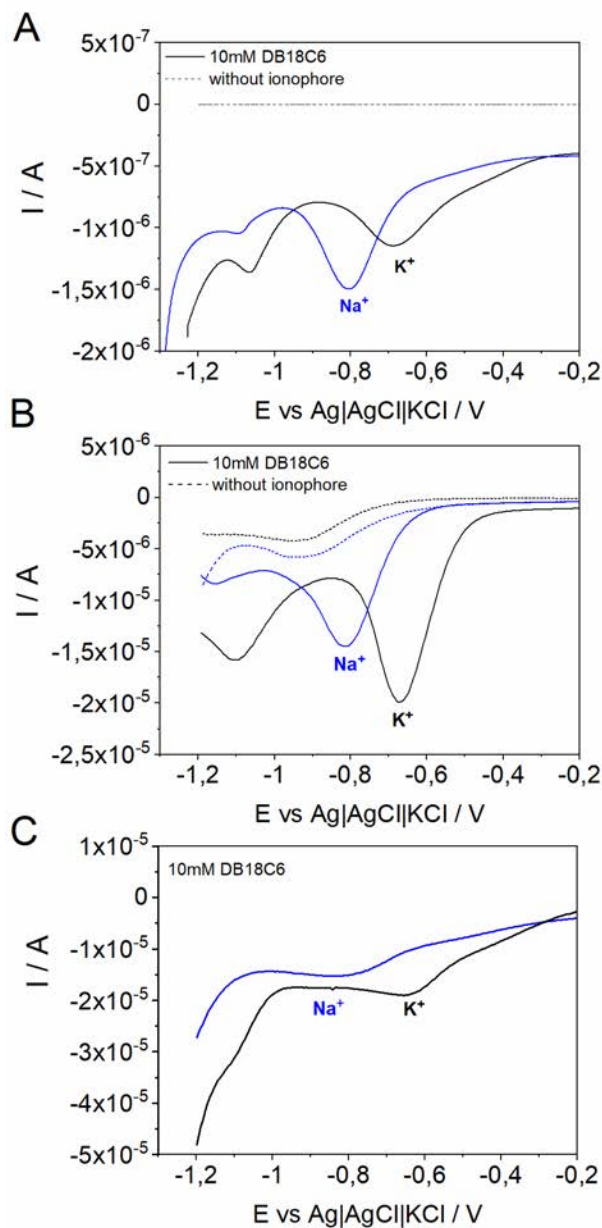 A
5x10⁻⁷
0
-5x10⁻⁷
-1x10⁻⁶
-1,5x10⁻⁶
-2x10⁻⁶
I / A
10mM DB18C6
without ionophore
Na⁺
K⁺
-1,2 -1 -0,8 -0,6 -0,4 -0,2
E vs Ag|AgCl|KCl / V
B
5x10⁻⁶
0
-5x10⁻⁶
-1x10⁻⁵
-1,5x10⁻⁵
-2x10⁻⁵
-2,5x10⁻⁵
I / A
10mM DB18C6
without ionophore
Na⁺
K⁺
-1,2 -1 -0,8 -0,6 -0,4 -0,2
E vs Ag|AgCl|KCl / V
C
1x10⁻⁵
0
-1x10⁻⁵
-2x10⁻⁵
-3x10⁻⁵
-4x10⁻⁵
-5x10⁻⁵
I / A
10mM DB18C6
Na⁺
K⁺
-1,2 -1 -0,8 -0,6 -0,4 -0,2
E vs Ag|AgCl|KCl / V